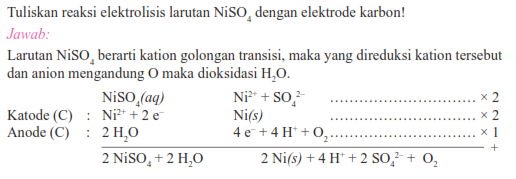 Tuliskan reaksi elektrolisis larutan NiSO₄ dengan elektrode karbon!
Jawab:
Larutan NiSO₄ berarti kation golongan transisi, maka yang direduksi kation tersebut
dan anion mengandung O maka dioksidasi H₂O.
NiSO₄(aq) Ni²⁺ + SO₄²⁻ .............................. × 2
Katode (C) : Ni²⁺ + 2 e⁻ Ni(s) .............................. × 2
Anode (C) : 2 H₂O 4 e⁻ + 4 H⁺ + O₂.............................. × 1
+
2 NiSO₄ + 2 H₂O 2 Ni(s) + 4 H⁺ + 2 SO₄²⁻ + O₂